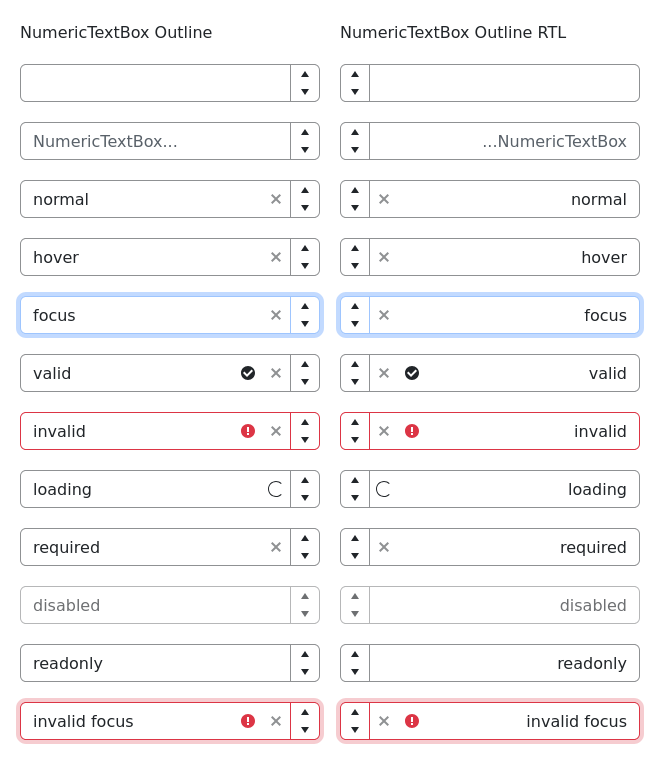 NumericTextBox Outline NumericTextBox Outline RTL
NumericTextBox... ...NumericTextBox
normal normal
hover hover
focus focus
valid valid
invalid invalid
loading loading
required required
disabled disabled
readonly readonly
invalid focus invalid focus